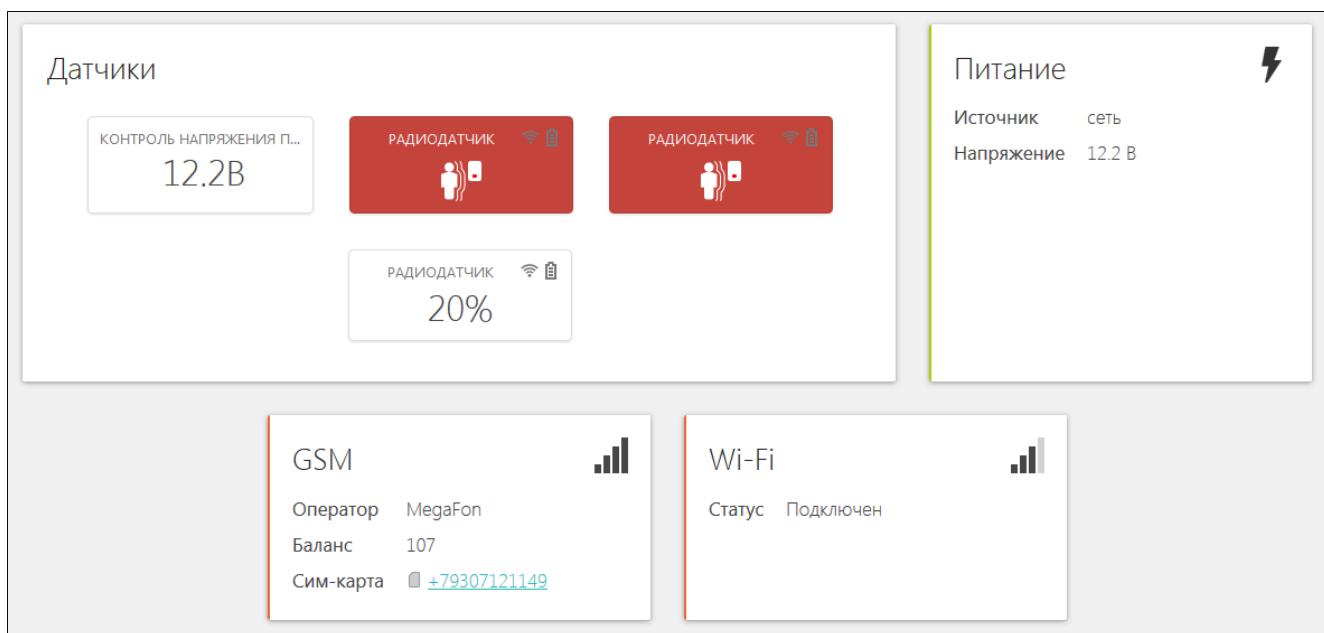 Датчики
КОНТРОЛЬ НАПРЯЖЕНИЯ П...
12.2В
РАДИОДАТЧИК
РАДИОДАТЧИК
РАДИОДАТЧИК
20%
Питание
Источник сеть
Напряжение 12.2 В
GSM
Оператор MegaFon
Баланс 107
Сим-карта +79307121149
Wi-Fi
Статус Подключен